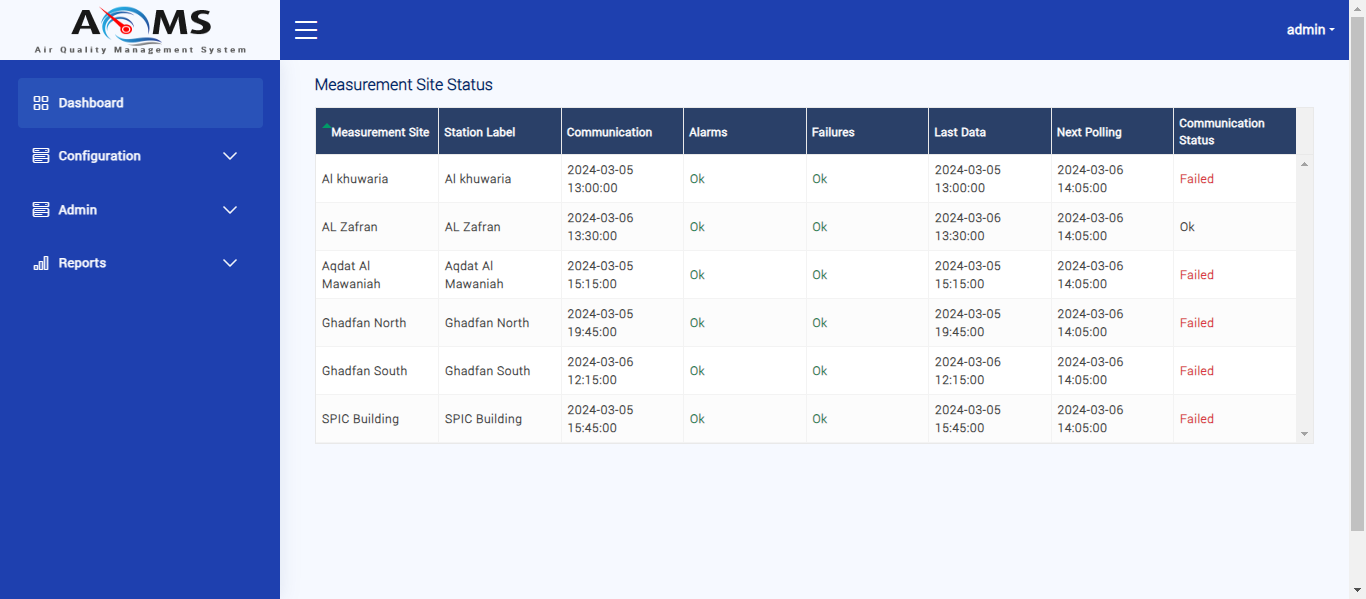 AQMS
Air Quality Management System
admin
Dashboard
Configuration
Admin
Reports
Measurement Site Status
Measurement Site Station Label Communication Alarms Failures Last Data Next Polling Communication
Status
Al khuwaria Al khuwaria 2024-03-05 Ok Ok 2024-03-05 2024-03-06 Failed
13:00:00 13:00:00 14:05:00
AL Zafran AL Zafran 2024-03-06 Ok Ok 2024-03-06 2024-03-06 Ok
13:30:00 13:30:00 14:05:00
Aqdat Al Aqdat Al 2024-03-05 Ok Ok 2024-03-05 2024-03-06 Failed
Mawaniah Mawaniah 15:15:00 15:15:00 14:05:00
Ghadfan North Ghadfan North 2024-03-05 Ok Ok 2024-03-05 2024-03-06 Failed
19:45:00 19:45:00 14:05:00
Ghadfan South Ghadfan South 2024-03-06 Ok Ok 2024-03-06 2024-03-06 Failed
12:15:00 12:15:00 14:05:00
SPIC Building SPIC Building 2024-03-05 Ok Ok 2024-03-05 2024-03-06 Failed
15:45:00 15:45:00 14:05:00